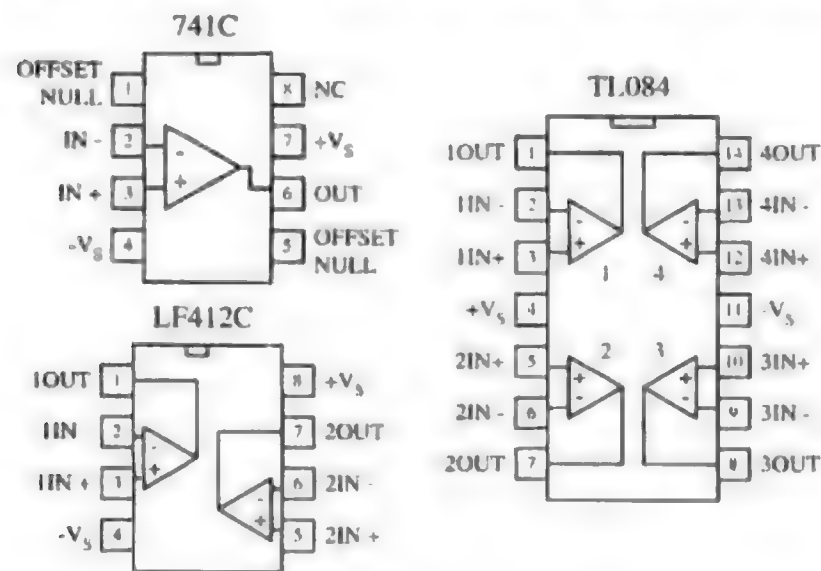 741C
OFFSET NULL 1
8 NC
IN - 2
7 +VS
IN + 3
6 OUT
-VS 4
5 OFFSET NULL
- +
LF412C
1OUT 1
8 +VS
1IN 2
7 2OUT
1IN + 3
6 2IN -
-VS 4
5 2IN +
- +
- +
TL084
1OUT 1
14 4OUT
1IN - 2
13 4IN -
1IN+ 3
12 4IN+
- +
- +
1 4
+VS 4
11 -VS
2 3
2IN+ 5
10 3IN+
2IN - 6
9 3IN -
+ -
+ -
2OUT 7
8 3OUT